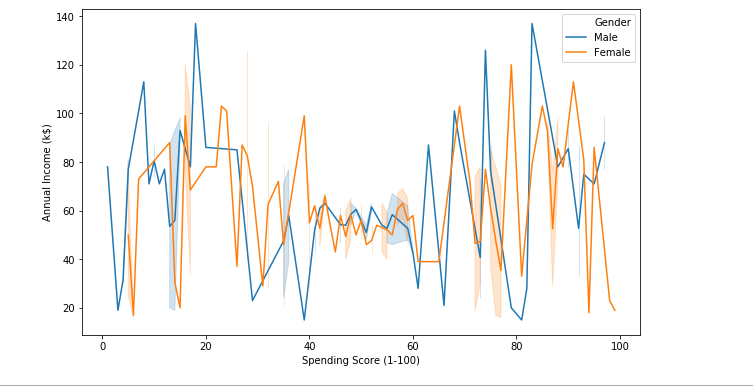 Gender
Male
Female
140
120
100
80
60
40
20
Annual Income (k$)
0
20
40
60
80
100
Spending Score (1-100)